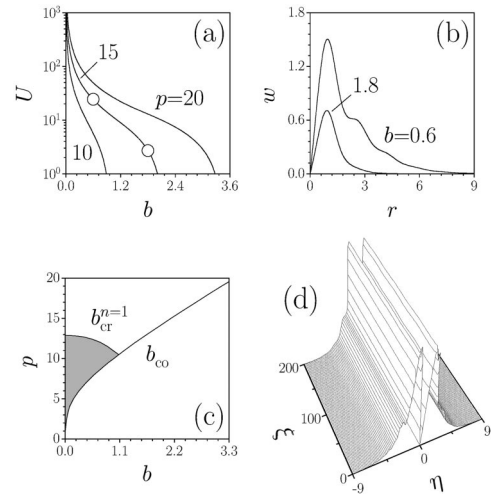 10³
(a)
15
10²
U
p=20
10¹
10
10⁰
0.0 1.2 2.4 3.6
b
1.8
(b)
1.2
1.8
w
0.6
b=0.6
0.0
0 3 6 9
r
20
b_cr^{n=1}
15
p
10
b_co
5
(c)
0
0.0 1.1 2.2 3.3
b
(d)
200
100
ξ
0
-9
0
9
η